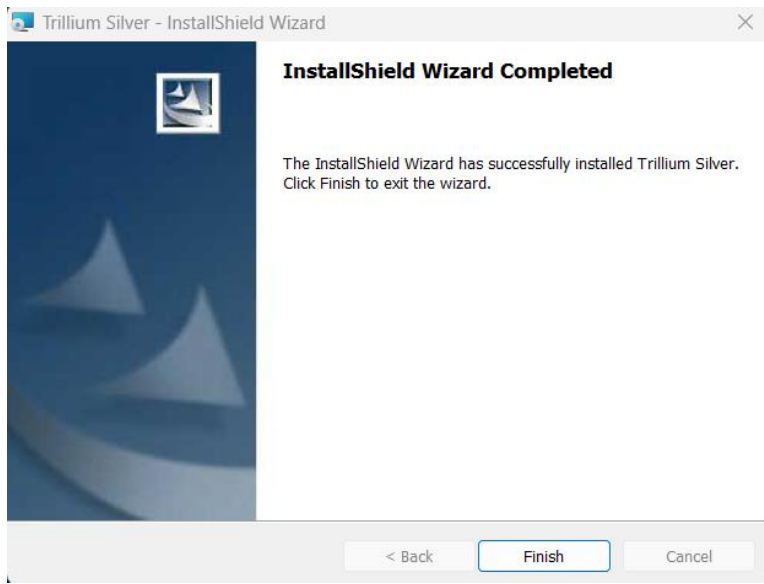 Trillium Silver - InstallShield Wizard
InstallShield Wizard Completed
The InstallShield Wizard has successfully installed Trillium Silver.
Click Finish to exit the wizard.
< Back
Finish
Cancel